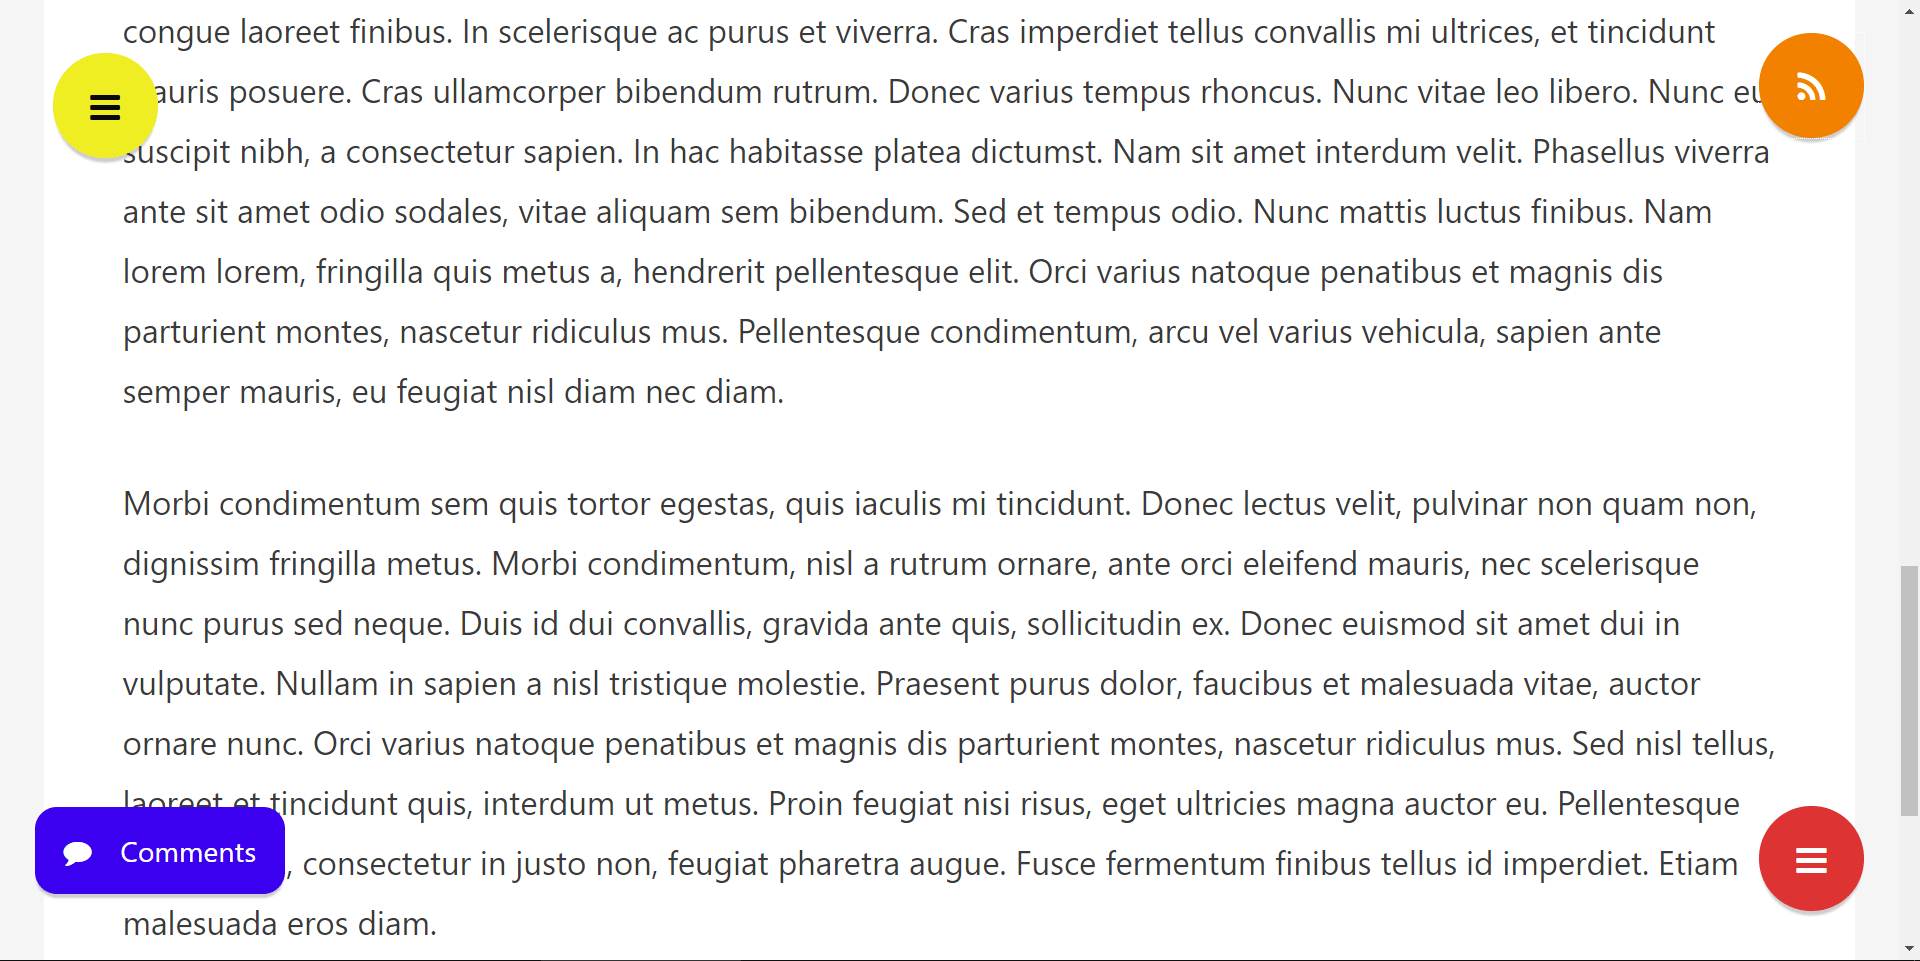 congue laoreet finibus. In scelerisque ac purus et viverra. Cras imperdiet tellus convallis mi ultrices, et tincidunt
posuere. Cras ullamcorper bibendum rutrum. Donec varius tempus rhoncus. Nunc vitae leo libero. Nunc eu
suscipit nibh, a consectetur sapien. In hac habitasse platea dictumst. Nam sit amet interdum velit. Phasellus viverra
ante sit amet odio sodales, vitae aliquam sem bibendum. Sed et tempus odio. Nunc mattis luctus finibus. Nam
lorem lorem, fringilla quis metus a, hendrerit pellentesque elit. Orci varius natoque penatibus et magnis dis
parturient montes, nascetur ridiculus mus. Pellentesque condimentum, arcu vel varius vehicula, sapien ante
semper mauris, eu feugiat nisl diam nec diam.
Morbi condimentum sem quis tortor egestas, quis iaculis mi tincidunt. Donec lectus velit, pulvinar non quam non,
dignissim fringilla metus. Morbi condimentum, nisl a rutrum ornare, ante orci eleifend mauris, nec scelerisque
nunc purus sed neque. Duis id dui convallis, gravida ante quis, sollicitudin ex. Donec euismod sit amet dui in
vulputate. Nullam in sapien a nisl tristique molestie. Praesent purus dolor, faucibus et malesuada vitae, auctor
ornare nunc. Orci varius natoque penatibus et magnis dis parturient montes, nascetur ridiculus mus. Sed nisl tellus,
laoreet et tincidunt quis, interdum ut metus. Proin feugiat nisi risus, eget ultricies magna auctor eu. Pellentesque
Comments
, consectetur in justo non, feugiat pharetra augue. Fusce fermentum finibus tellus id imperdiet. Etiam
malesuada eros diam.